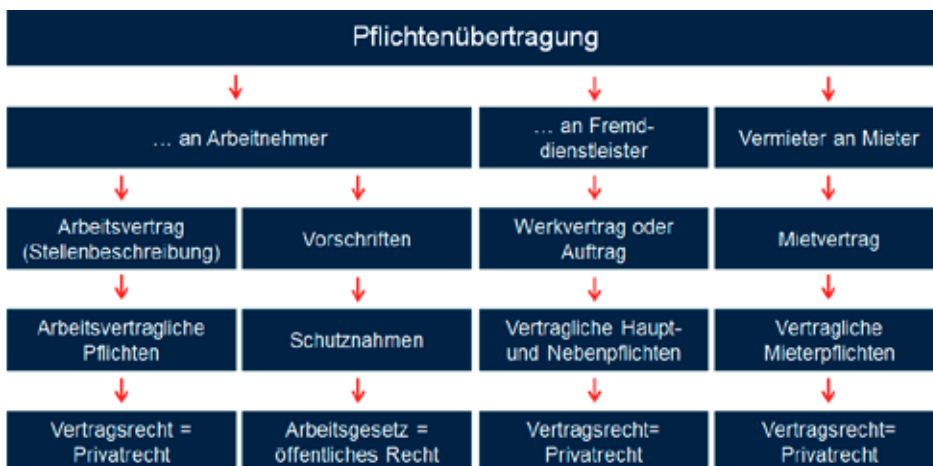 Pflichtenübertragung
... an Arbeitnehmer
... an Fremd-
dienstleister
Vermieter an Mieter
Arbeitsvertrag
(Stellenbeschreibung)
Vorschriften
Werkvertrag oder
Auftrag
Mietvertrag
Arbeitsvertragliche
Pflichten
Schutznahmen
Vertragliche Haupt-
und Nebenpflichten
Vertragliche
Mieterpflichten
Vertragsrecht =
Privatrecht
Arbeitsgesetz =
öffentliches Recht
Vertragsrecht=
Privatrecht
Vertragsrecht=
Privatrecht